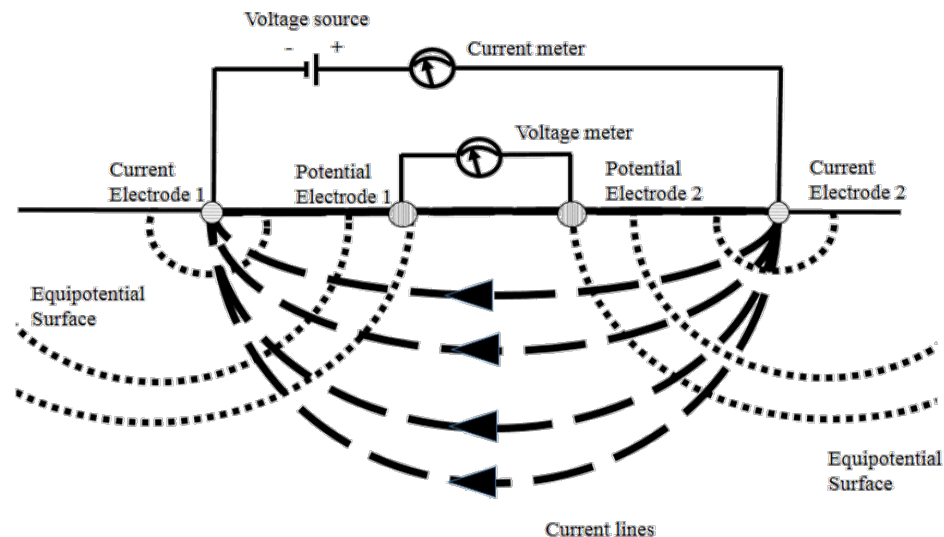 Voltage source
- +
Current meter
Voltage meter
Current
Electrode 1
Potential
Electrode 1
Potential
Electrode 2
Current
Electrode 2
Equipotential
Surface
Equipotential
Surface
Current lines